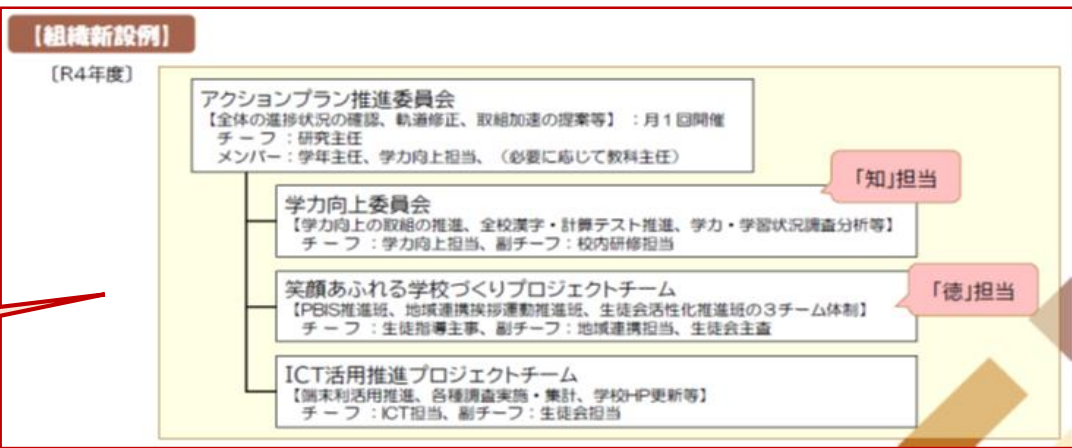 【組織新設例】
〔R4年度〕
アクションプラン推進委員会
【全体の進捗状況の確認、軌道修正、取組加速の提案等】：月１回開催
チーフ：研究主任
メンバー：学年主任、学力向上担当、（必要に応じて教科主任）
「知」担当
学力向上委員会
【学力向上の取組の推進、全校漢字・計算テスト推進、学力・学習状況調査分析等】
チーフ：学力向上担当、副チーフ：校内研修担当
「徳」担当
笑顔あふれる学校づくりプロジェクトチーム
【PBIS推進班、地域連携挨拶運動推進班、生徒会活性化推進班の３チーム体制】
チーフ：生徒指導主事、副チーフ：地域連携担当、生徒会主査
ICT活用推進プロジェクトチーム
【端末利活用推進、各種調査実施・集計、学校HP更新等】
チーフ：ICT担当、副チーフ：生徒会担当